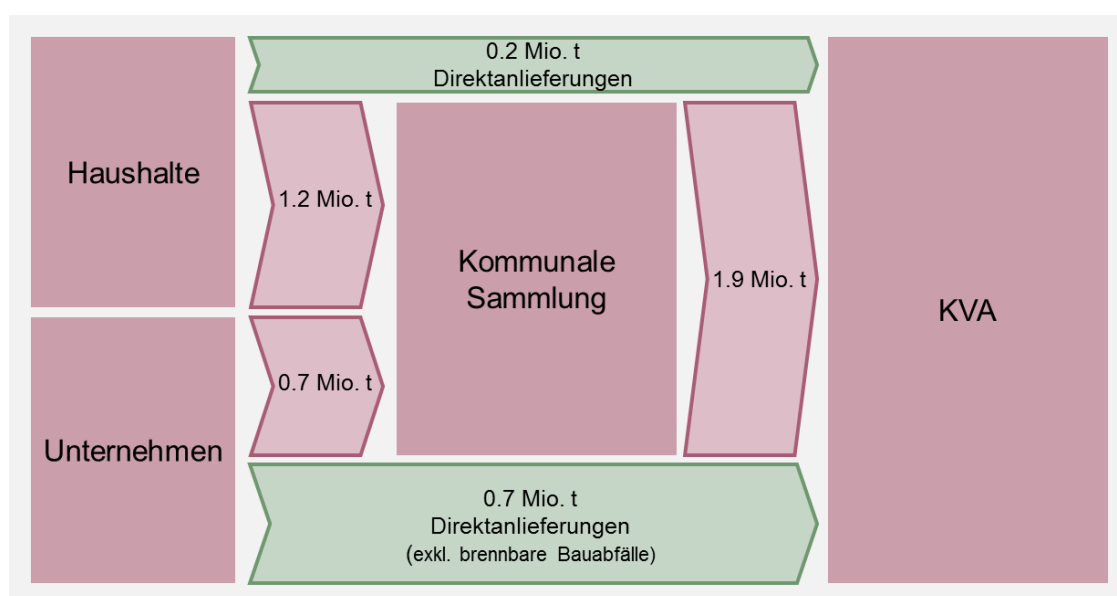 0.2 Mio. t
Direktanlieferungen
Haushalte
1.2 Mio. t
Kommunale
Sammlung
1.9 Mio. t
KVA
0.7 Mio. t
Unternehmen
0.7 Mio. t
Direktanlieferungen
(exkl. brennbare Bauabfälle)